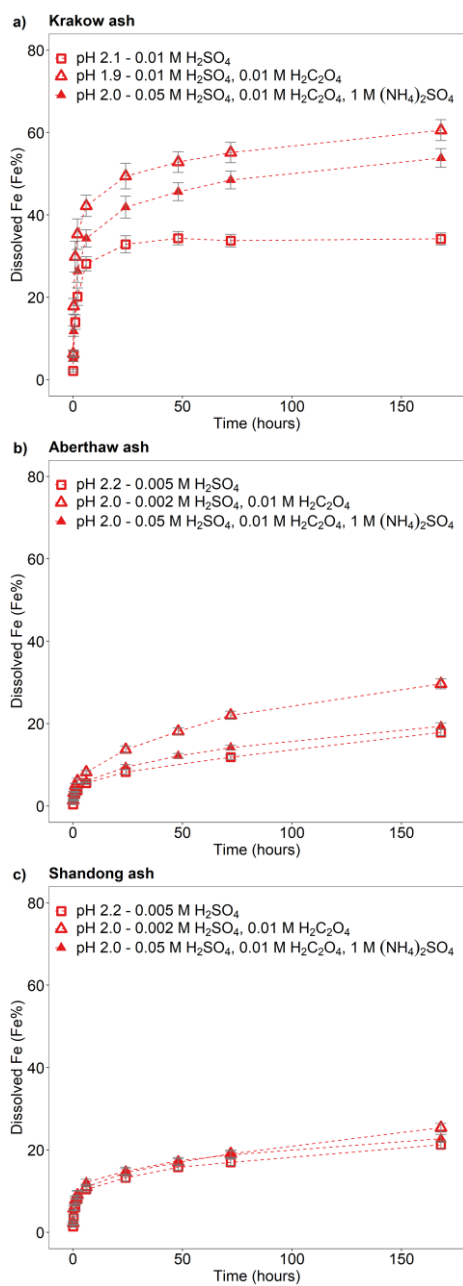 a) Krakow ash
80
pH 2.1 - 0.01 M H₂SO₄
pH 1.9 - 0.01 M H₂SO₄, 0.01 M H₂C₂O₄
pH 2.0 - 0.05 M H₂SO₄, 0.01 M H₂C₂O₄, 1 M (NH₄)₂SO₄
60
40
20
0
Dissolved Fe (Fe%)
0 50 100 150
Time (hours)
b) Aberthaw ash
80
pH 2.2 - 0.005 M H₂SO₄
pH 2.0 - 0.002 M H₂SO₄, 0.01 M H₂C₂O₄
pH 2.0 - 0.05 M H₂SO₄, 0.01 M H₂C₂O₄, 1 M (NH₄)₂SO₄
60
40
20
0
Dissolved Fe (Fe%)
0 50 100 150
Time (hours)
c) Shandong ash
80
pH 2.2 - 0.005 M H₂SO₄
pH 2.0 - 0.002 M H₂SO₄, 0.01 M H₂C₂O₄
pH 2.0 - 0.05 M H₂SO₄, 0.01 M H₂C₂O₄, 1 M (NH₄)₂SO₄
60
40
20
0
Dissolved Fe (Fe%)
0 50 100 150
Time (hours)